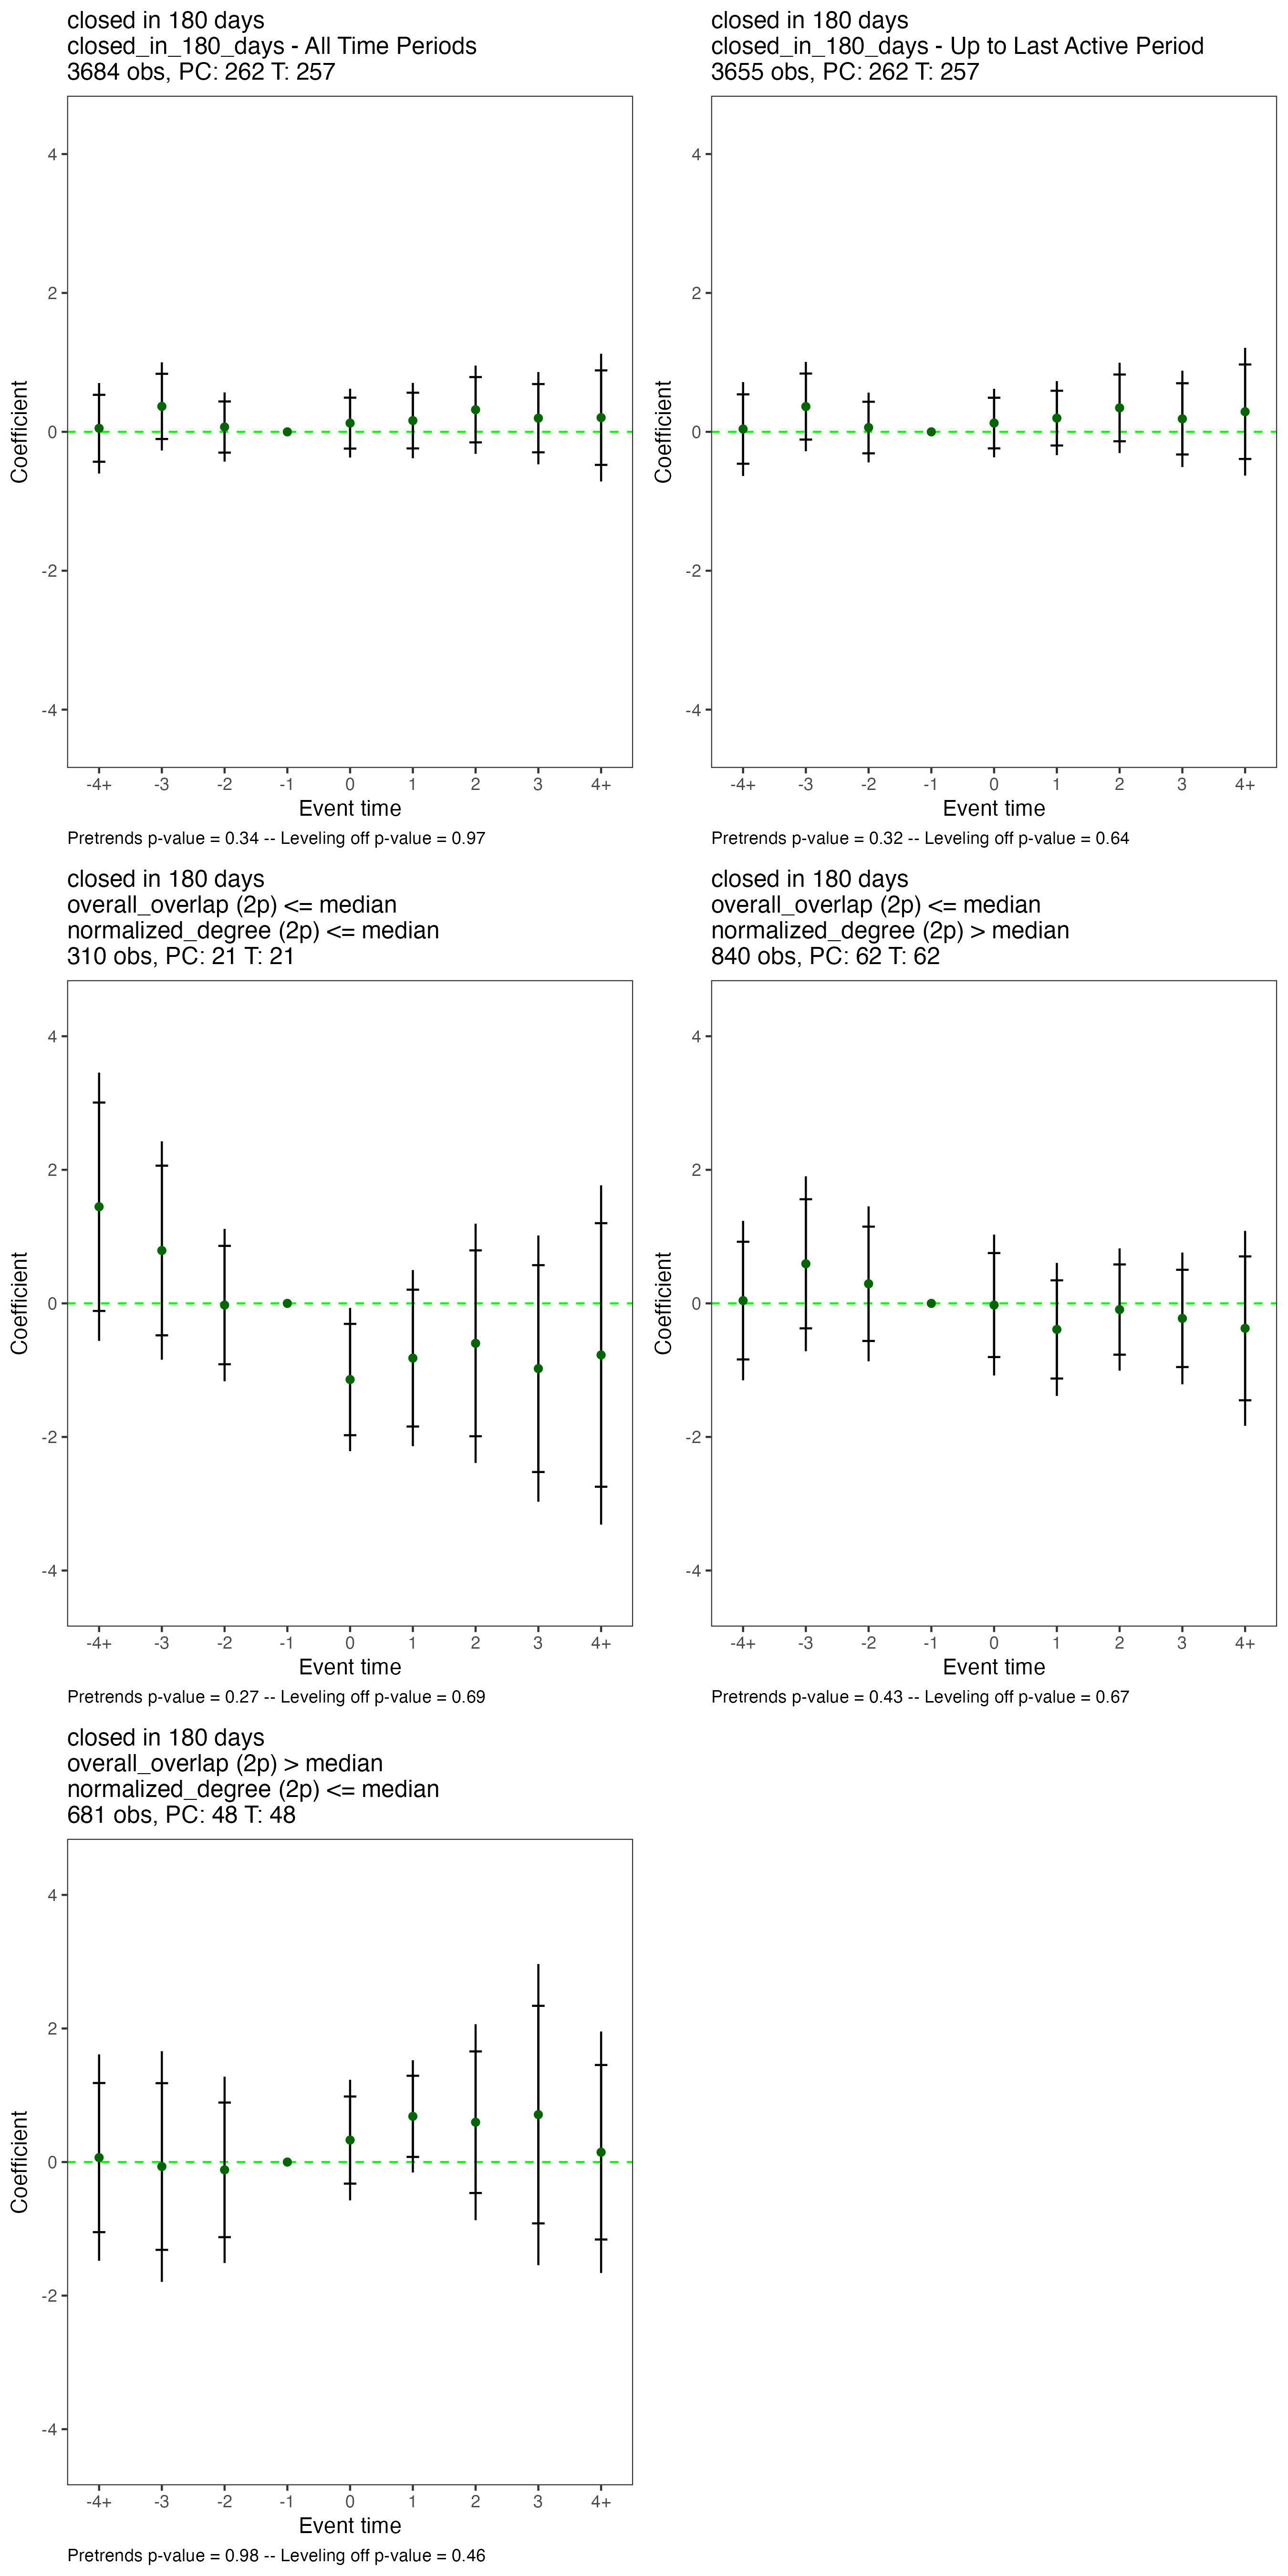 closed in 180 days
closed_in_180_days - All Time Periods
3684 obs, PC: 262 T: 257
4
2
0
-2
-4
Coefficient
-4+ -3 -2 -1 0 1 2 3 4+
Event time
Pretrends p-value = 0.34 -- Leveling off p-value = 0.97
closed in 180 days
closed_in_180_days - Up to Last Active Period
3655 obs, PC: 262 T: 257
4
2
0
-2
-4
Coefficient
-4+ -3 -2 -1 0 1 2 3 4+
Event time
Pretrends p-value = 0.32 -- Leveling off p-value = 0.64
closed in 180 days
overall_overlap (2p) <= median
normalized_degree (2p) <= median
310 obs, PC: 21 T: 21
4
2
0
-2
-4
Coefficient
-4+ -3 -2 -1 0 1 2 3 4+
Event time
Pretrends p-value = 0.27 -- Leveling off p-value = 0.69
closed in 180 days
overall_overlap (2p) <= median
normalized_degree (2p) > median
840 obs, PC: 62 T: 62
4
2
0
-2
-4
Coefficient
-4+ -3 -2 -1 0 1 2 3 4+
Event time
Pretrends p-value = 0.43 -- Leveling off p-value = 0.67
closed in 180 days
overall_overlap (2p) > median
normalized_degree (2p) <= median
681 obs, PC: 48 T: 48
4
2
0
-2
-4
Coefficient
-4+ -3 -2 -1 0 1 2 3 4+
Event time
Pretrends p-value = 0.98 -- Leveling off p-value = 0.46